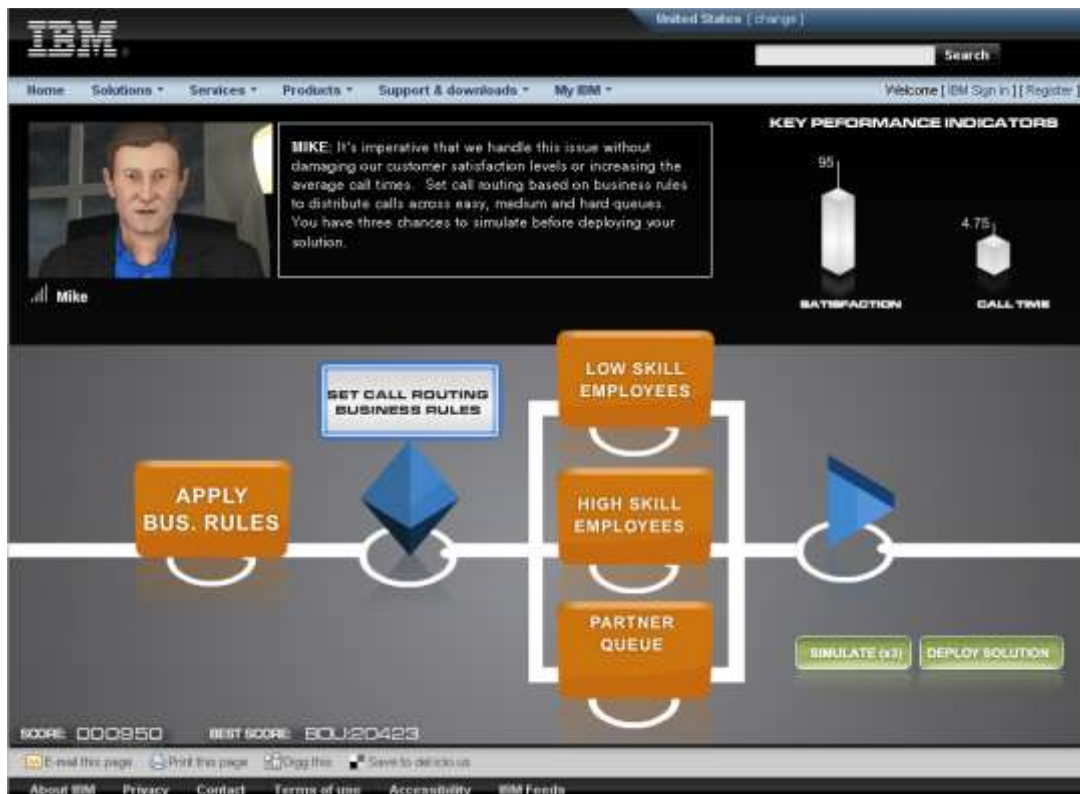 United States [ change ]
IBM®
Search
Home Solutions Services Products Support & downloads My IBM Welcome [ IBM Sign in ] [ Register ]
KEY PEFORMANCE INDICATORS
MIKE: It's imperative that we handle this issue without
damaging our customer satisfaction levels or increasing the
average call times. Set call routing based on business rules
to distribute calls across easy, medium and hard queues.
You have three chances to simulate before deploying your
solution.
95
4.75
SATISFACTION CALL TIME
Mike
LOW SKILL
EMPLOYEES
SET CALL ROUTING
BUSINESS RULES
APPLY
BUS. RULES
HIGH SKILL
EMPLOYEES
PARTNER
QUEUE
SIMULATE (x3) DEPLOY SOLUTION
SCORE: 000950 BEST SCORE: BOU:20423
E-mail this page Print this page Digg this Save to del.icio.us
About IBM Privacy Contact Terms of use Accessibility IBM Feeds